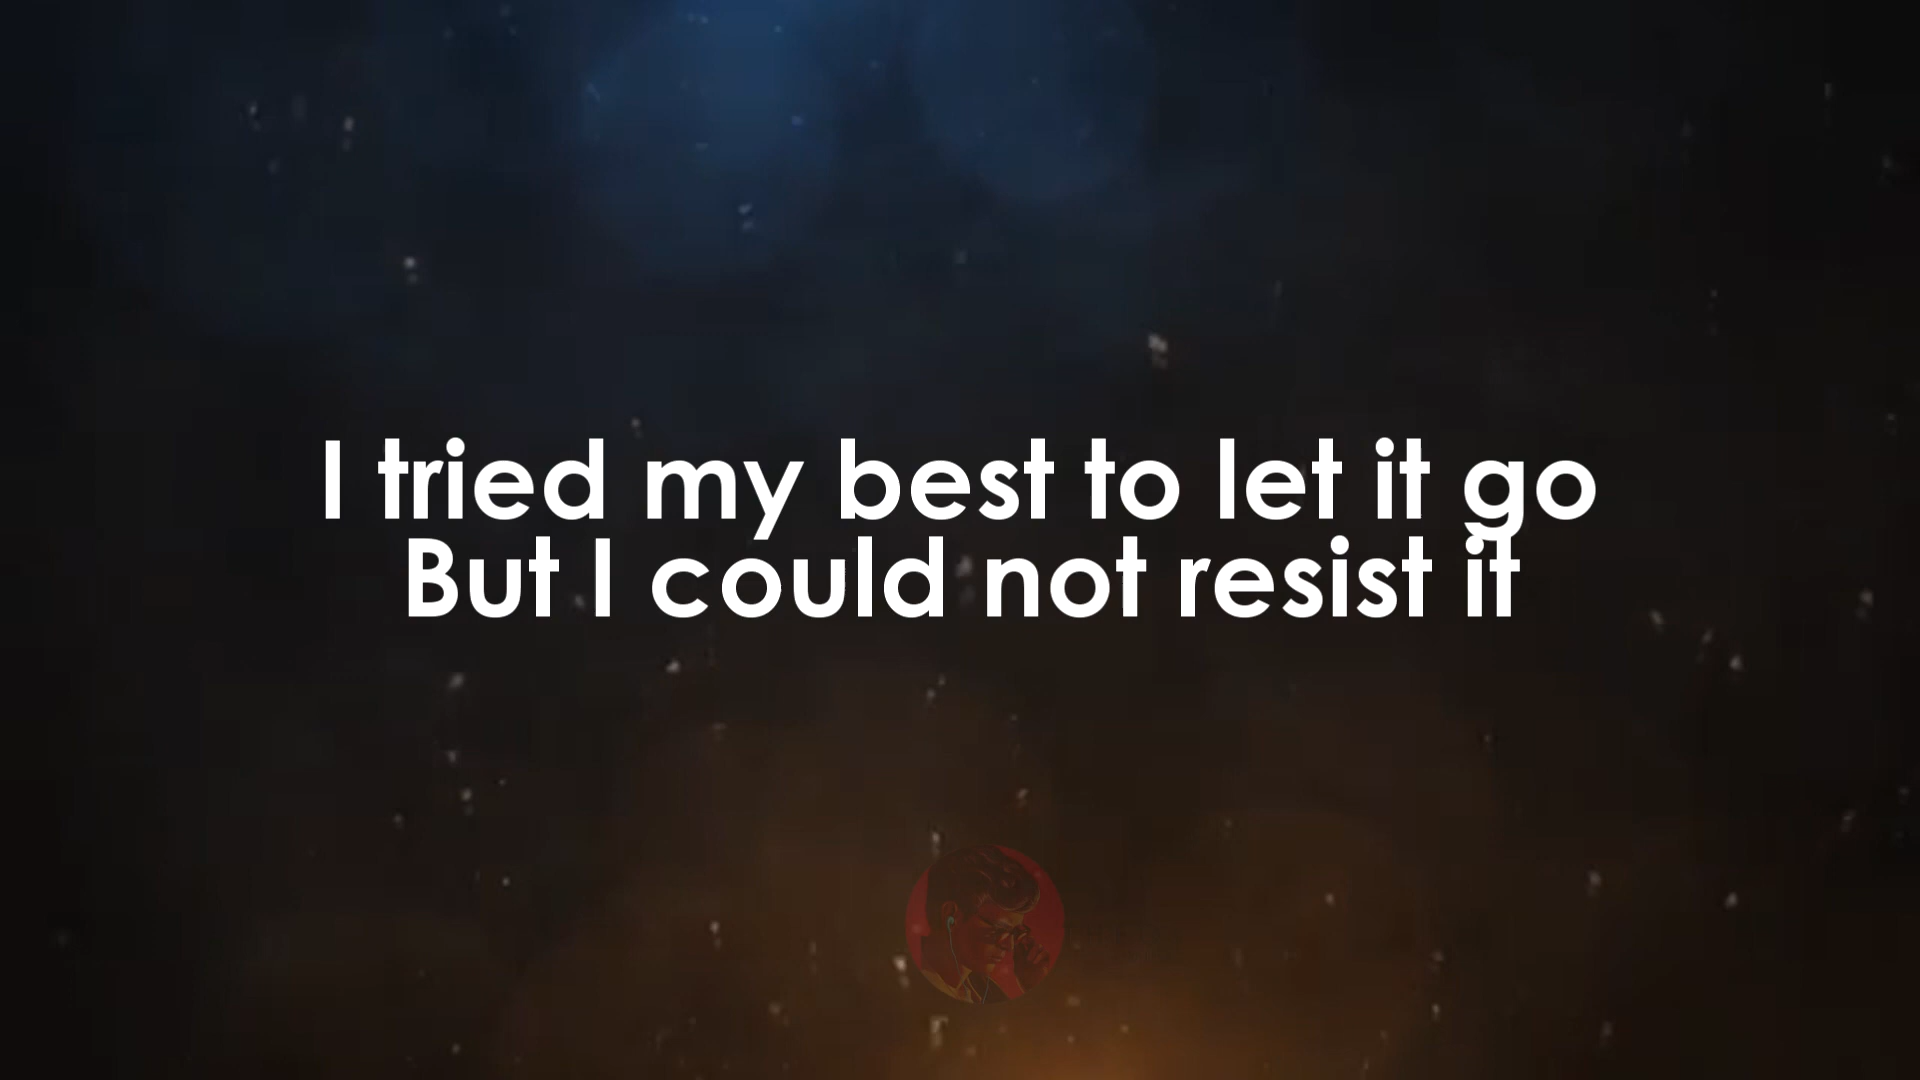 I tried my best to let it go
But I could not resist it